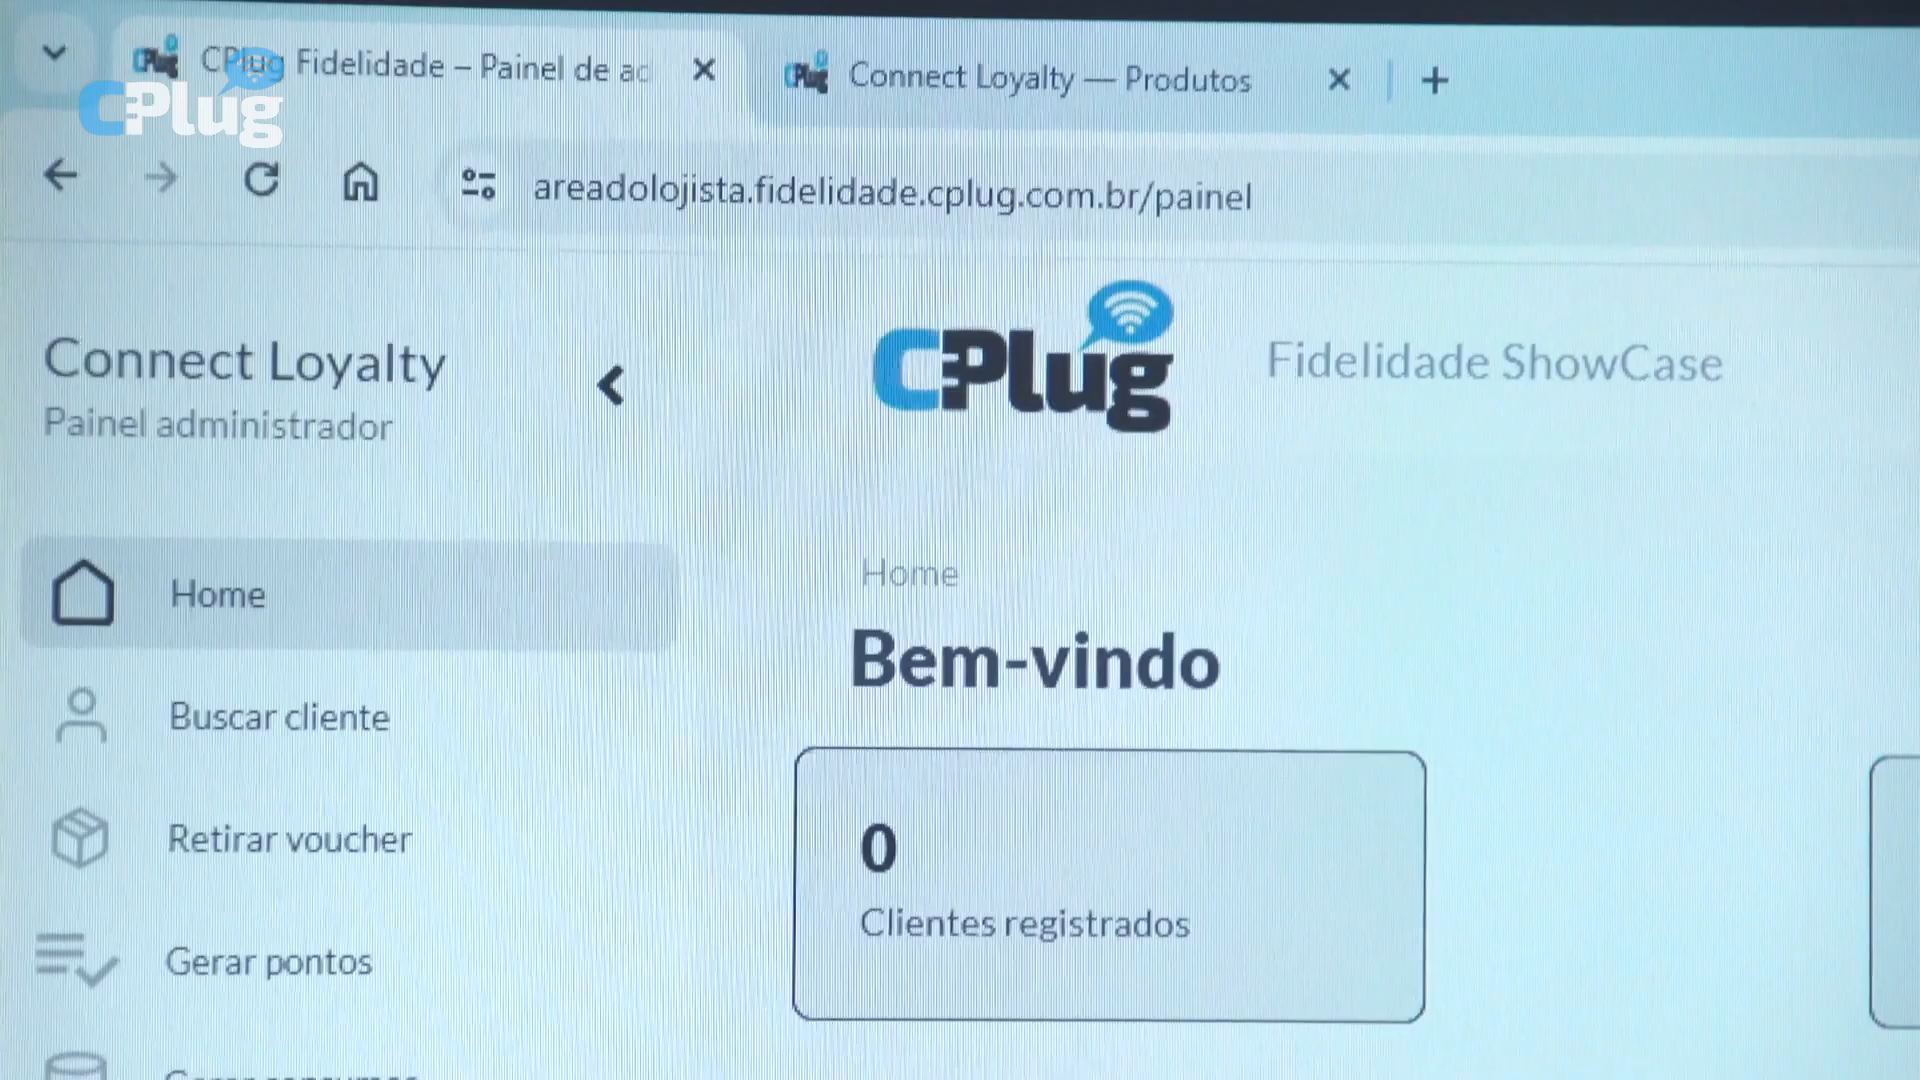 CPlug Fidelidade – Painel de
Connect Loyalty — Produtos
CPlug
areadolojista.fidelidade.cplug.com.br/painel
Connect Loyalty
Painel administrador
CPlug
Fidelidade ShowCase
Home
Buscar cliente
Retirar voucher
Gerar pontos
Home
Bem-vindo
0
Clientes registrados